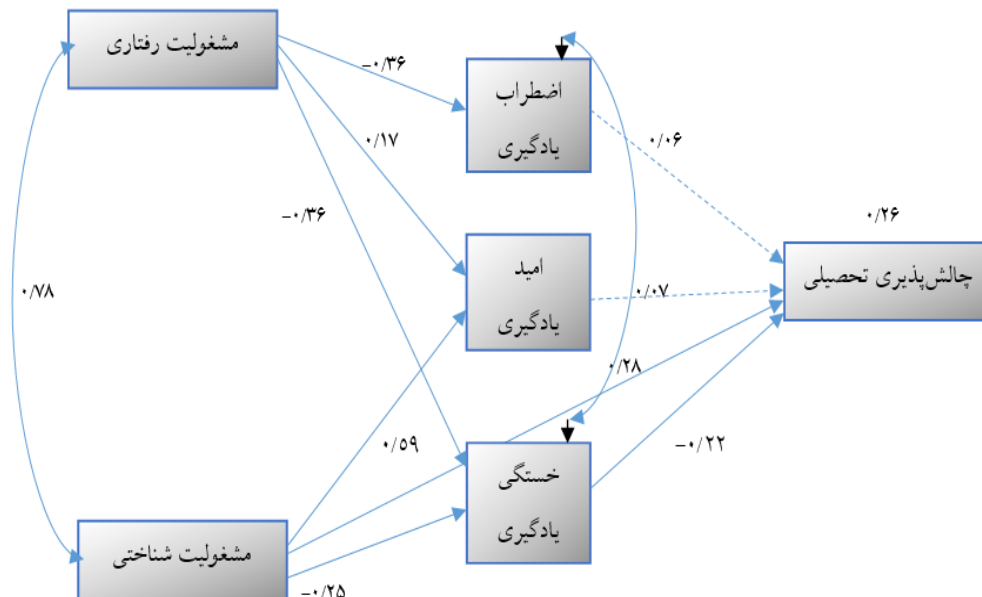 مشغولیت رفتاری
-۰/۳۶
اضطراب
یادگیری
۰/۱۷
۰/۰۶
-۰/۳۶
۰/۲۶
امید
یادگیری
چالش‌پذیری تحصیلی
۰/۷۸
۰/۰۷
۰/۲۸
۰/۵۹
-۰/۲۲
خستگی
یادگیری
مشغولیت شناختی
-۰/۲۵